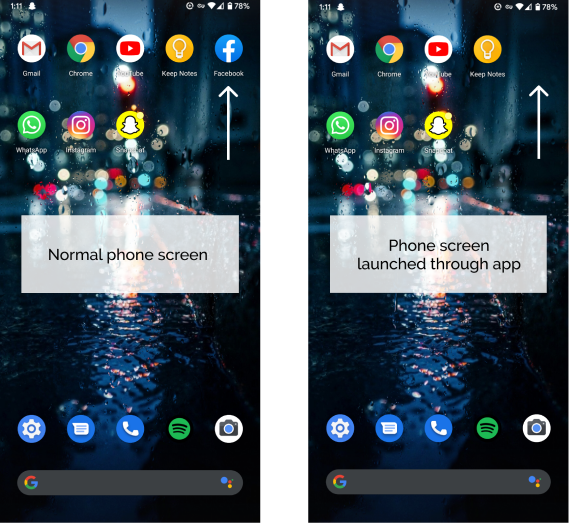 1:11 78%
Gmail Chrome YouTube Keep Notes Facebook
WhatsApp Instagram Snapchat
Normal phone screen
1:11 78%
Gmail Chrome YouTube Keep Notes
WhatsApp Instagram Snapchat
Phone screen
launched through app